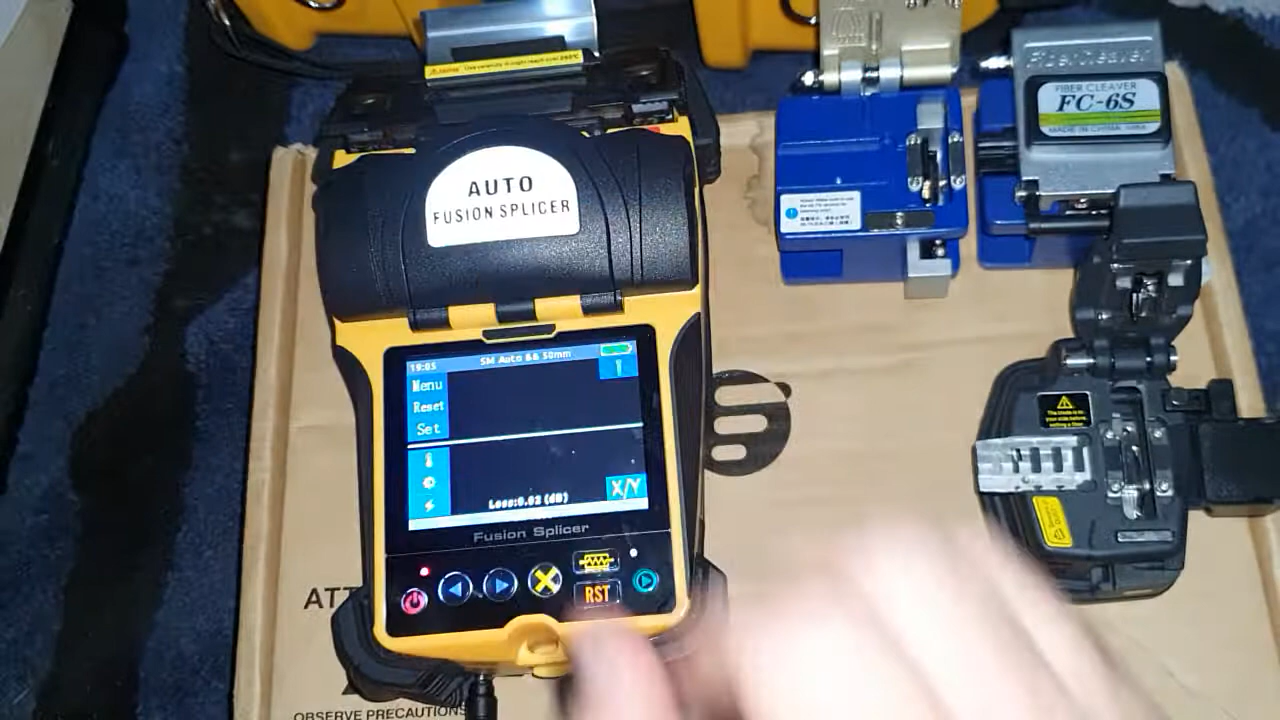 AUTO
FUSION SPLICER
19:05
SM Auto && 50mm
Menu
Reset
Set
X/Y
Loss:0.02 (dB)
Fusion Splicer
RST
FiberCleaver
FIBER CLEAVER
FC-6S
MADE IN CHINA
OBSERVE PRECAUTIONS